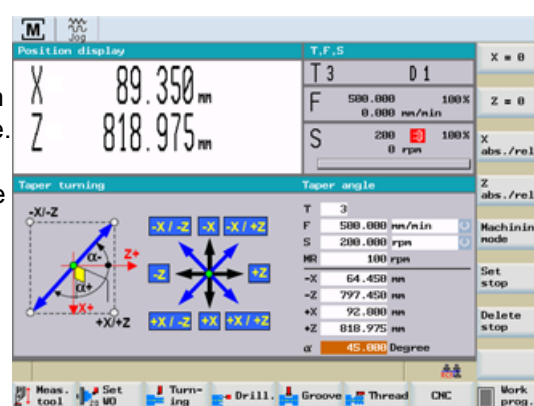 M
Jog
Position display
T,F,S
X = 0
X 89.350 mm
T 3 D 1
F 500.000 100%
0.000 mm/min
Z = 0
Z 818.975 mm
e.
S 200 100%
0 rpm
X
abs./rel
Z
abs./rel
Taper turning
Taper angle
-X/-Z
Z+
α-
α+
X+
+X/+Z
-X / -Z -X -X / +Z
-Z +Z
+X / -Z +X +X / +Z
T 3
F 500.000 mm/min
S 200.000 rpm
MR 100 rpm
-X 64.450 mm
-Z 797.450 mm
+X 92.800 mm
+Z 818.975 mm
α 45.000 Degree
Machinin
mode
Set
stop
Delete
stop
Meas.
tool
Set
WO
Turn-
ing
Drill.
Groove
Thread
CNC
Work
prog.